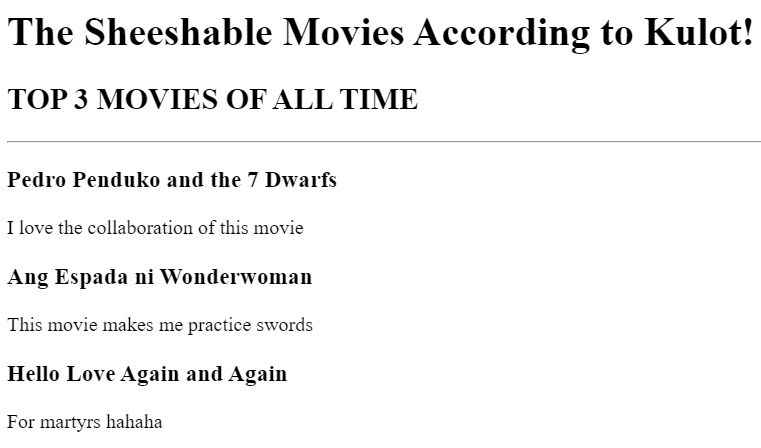 The Sheeshable Movies According to Kulot!
TOP 3 MOVIES OF ALL TIME
Pedro Penduko and the 7 Dwarfs
I love the collaboration of this movie
Ang Espada ni Wonderwoman
This movie makes me practice swords
Hello Love Again and Again
For martyrs hahaha